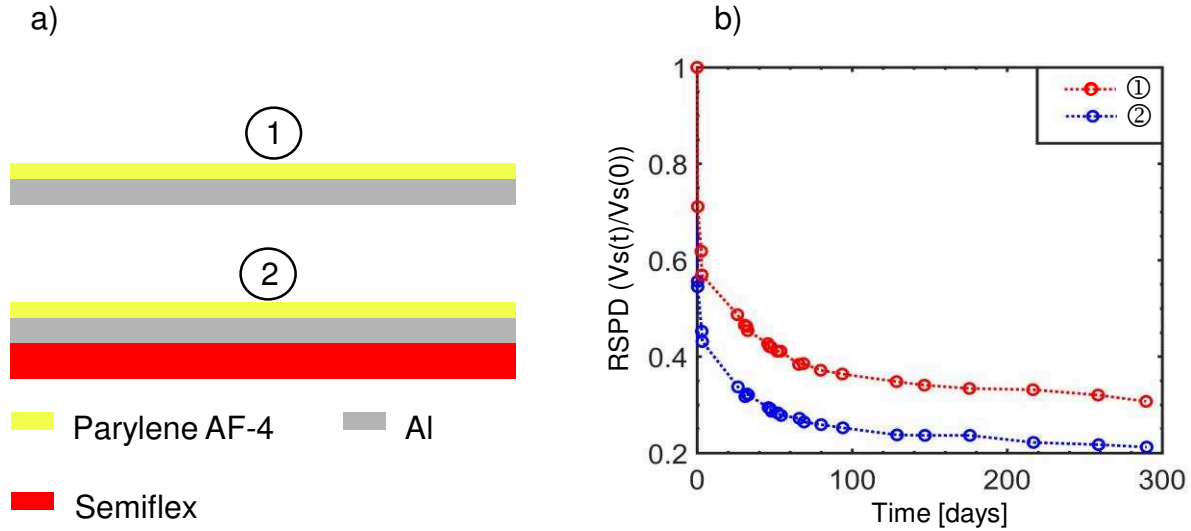 a)
1
2
Parylene AF-4
Al
Semiflex
b)
RSPD (Vs(t)/Vs(0))
1
0.8
0.6
0.4
0.2
0 100 200 300
Time [days]
①
②